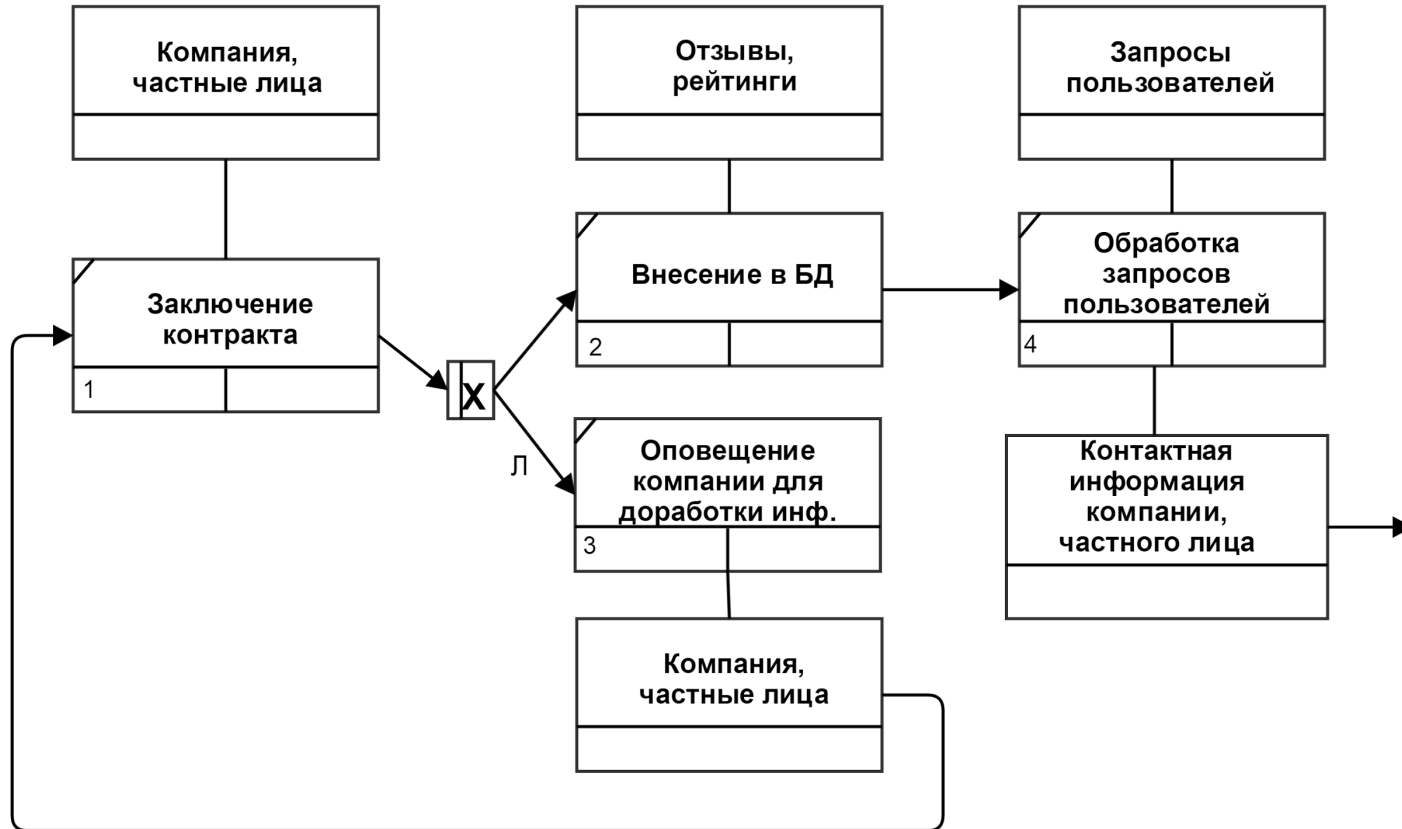 Компания,
частные лица
Отзывы,
рейтинги
Запросы
пользователей
Заключение
контракта
1
X
Л
Внесение в БД
2
Обработка
запросов
пользователей
4
Оповещение
компании для
доработки инф.
3
Контактная
информация
компании,
частного лица
Компания,
частные лица